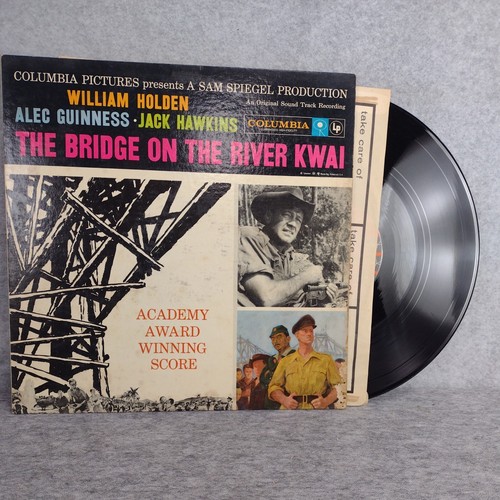 COLUMBIA PICTURES presents A SAM SPIEGEL PRODUCTION
WILLIAM HOLDEN
An Original Sound Track Recording
ALEC GUINNESS · JACK HAWKINS
COLUMBIA
LP
THE BRIDGE ON THE RIVER KWAI
ACADEMY
AWARD
WINNING
SCORE
take care of
take care of